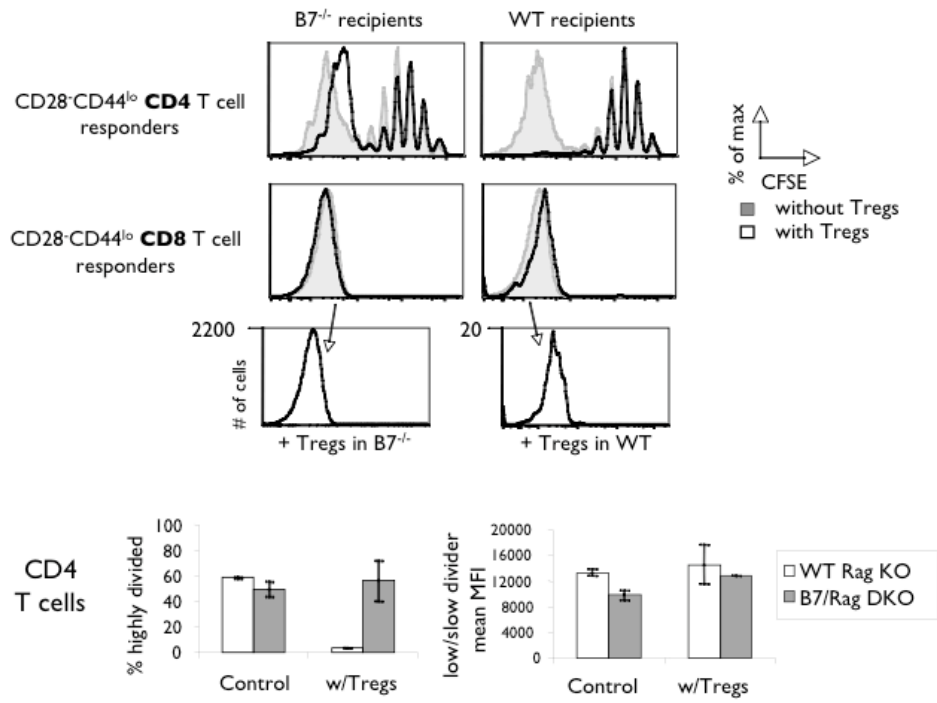 B7-/- recipients
WT recipients
CD28-CD44lo CD4 T cell
responders
% of max
CFSE
without Tregs
with Tregs
CD28-CD44lo CD8 T cell
responders
2200
20
# of cells
+ Tregs in B7-/-
+ Tregs in WT
CD4
T cells
% highly divided
100
80
60
40
20
0
Control
w/Tregs
low/slow divider
mean MFI
20000
16000
12000
8000
4000
0
Control
w/Tregs
WT Rag KO
B7/Rag DKO